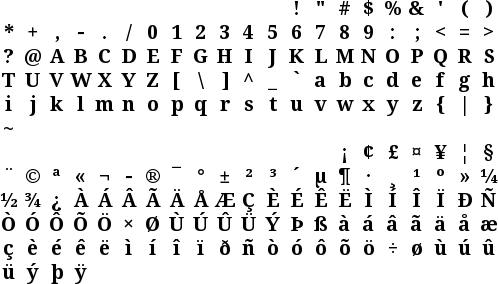 ! " # $ % & ' ( )
* + , - . / 0 1 2 3 4 5 6 7 8 9 : ; < = >
? @ A B C D E F G H I J K L M N O P Q R S
T U V W X Y Z [ \ ] ^ _ ` a b c d e f g h
i j k l m n o p q r s t u v w x y z { | }
~
¡ ¢ £ ¤ ¥ ¦ §
¨ © ª « ¬ - ® ¯ ° ± ² ³ ´ µ ¶ · ¸ ¹ º » ¼
½ ¾ ¿ À Á Â Ã Ä Å Æ Ç È É Ê Ë Ì Í Î Ï Ð Ñ
Ò Ó Ô Õ Ö × Ø Ù Ú Û Ü Ý Þ ß à á â ã ä å æ
ç è é ê ë ì í î ï ð ñ ò ó ô õ ö ÷ ø ù ú û
ü ý þ ÿ